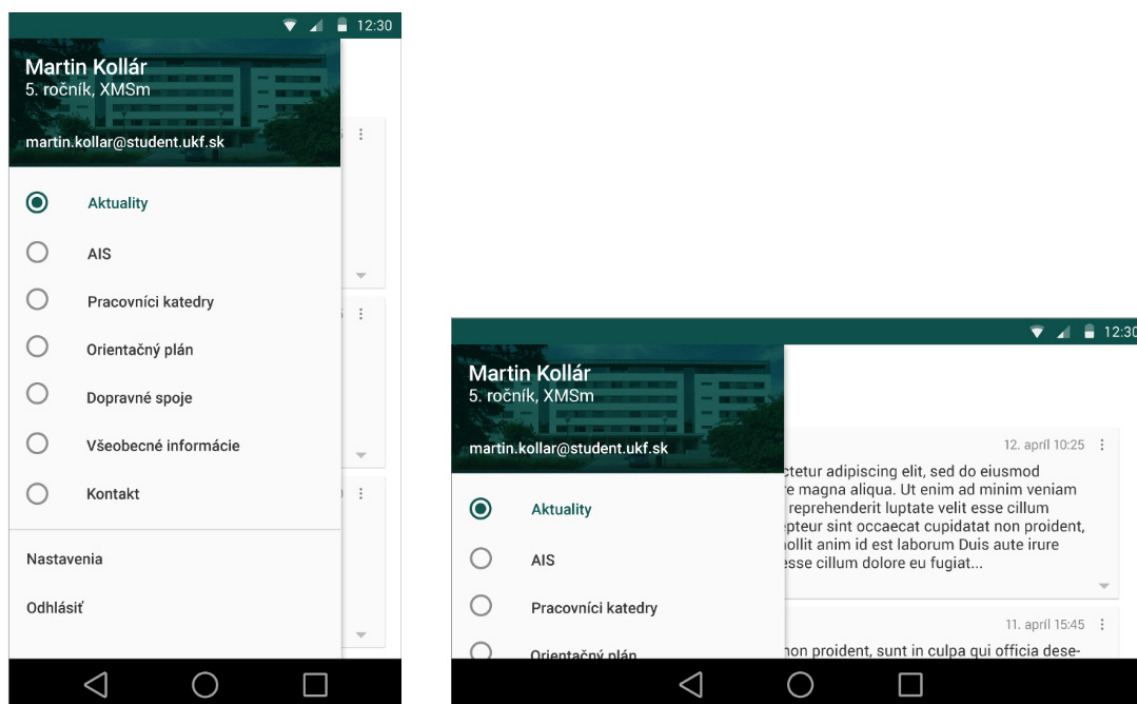 12:30
Martin Kollár
5. ročník, XMSm
martin.kollar@student.ukf.sk
Aktuality
AIS
Pracovníci katedry
Orientačný plán
Dopravné spoje
Všeobecné informácie
Kontakt
Nastavenia
Odhlásiť
12:30
Martin Kollár
5. ročník, XMSm
martin.kollar@student.ukf.sk
Aktuality
AIS
Pracovníci katedry
Orientačný plán
12. apríl 10:25
adipiscing elit, sed do eiusmod
magna aliqua. Ut enim ad minim veniam
reprehenderit luptate velit esse cillum
sint occaecat cupidatat non proident,
anim id est laborum Duis aute irure
esse cillum dolore eu fugiat...
11. apríl 15:45
non proident, sunt in culpa qui officia dese-